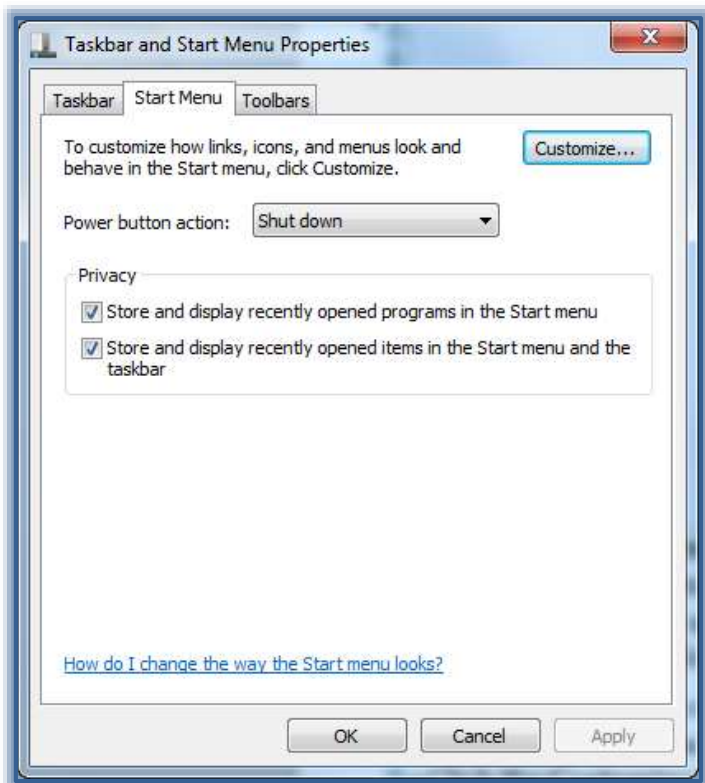 Taskbar and Start Menu Properties
Taskbar Start Menu Toolbars
To customize how links, icons, and menus look and
behave in the Start menu, click Customize.
Customize...
Power button action: Shut down
Privacy
Store and display recently opened programs in the Start menu
Store and display recently opened items in the Start menu and the
taskbar
How do I change the way the Start menu looks?
OK Cancel Apply